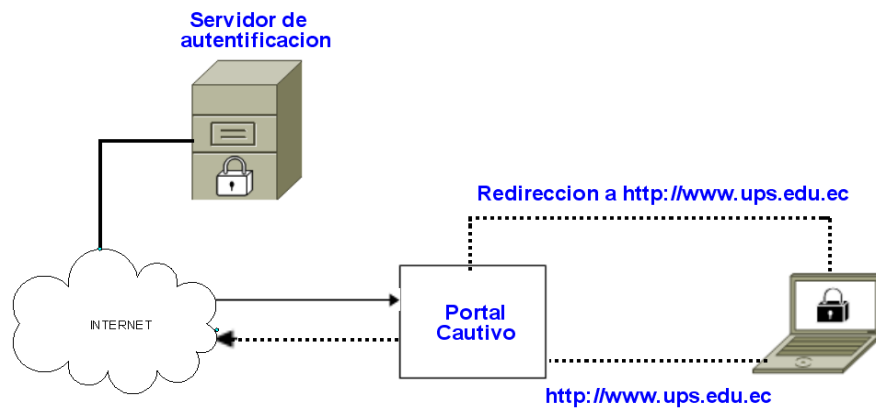 Servidor de
autentificacion
Redireccion a http://www.ups.edu.ec
INTERNET
Portal
Cautivo
http://www.ups.edu.ec